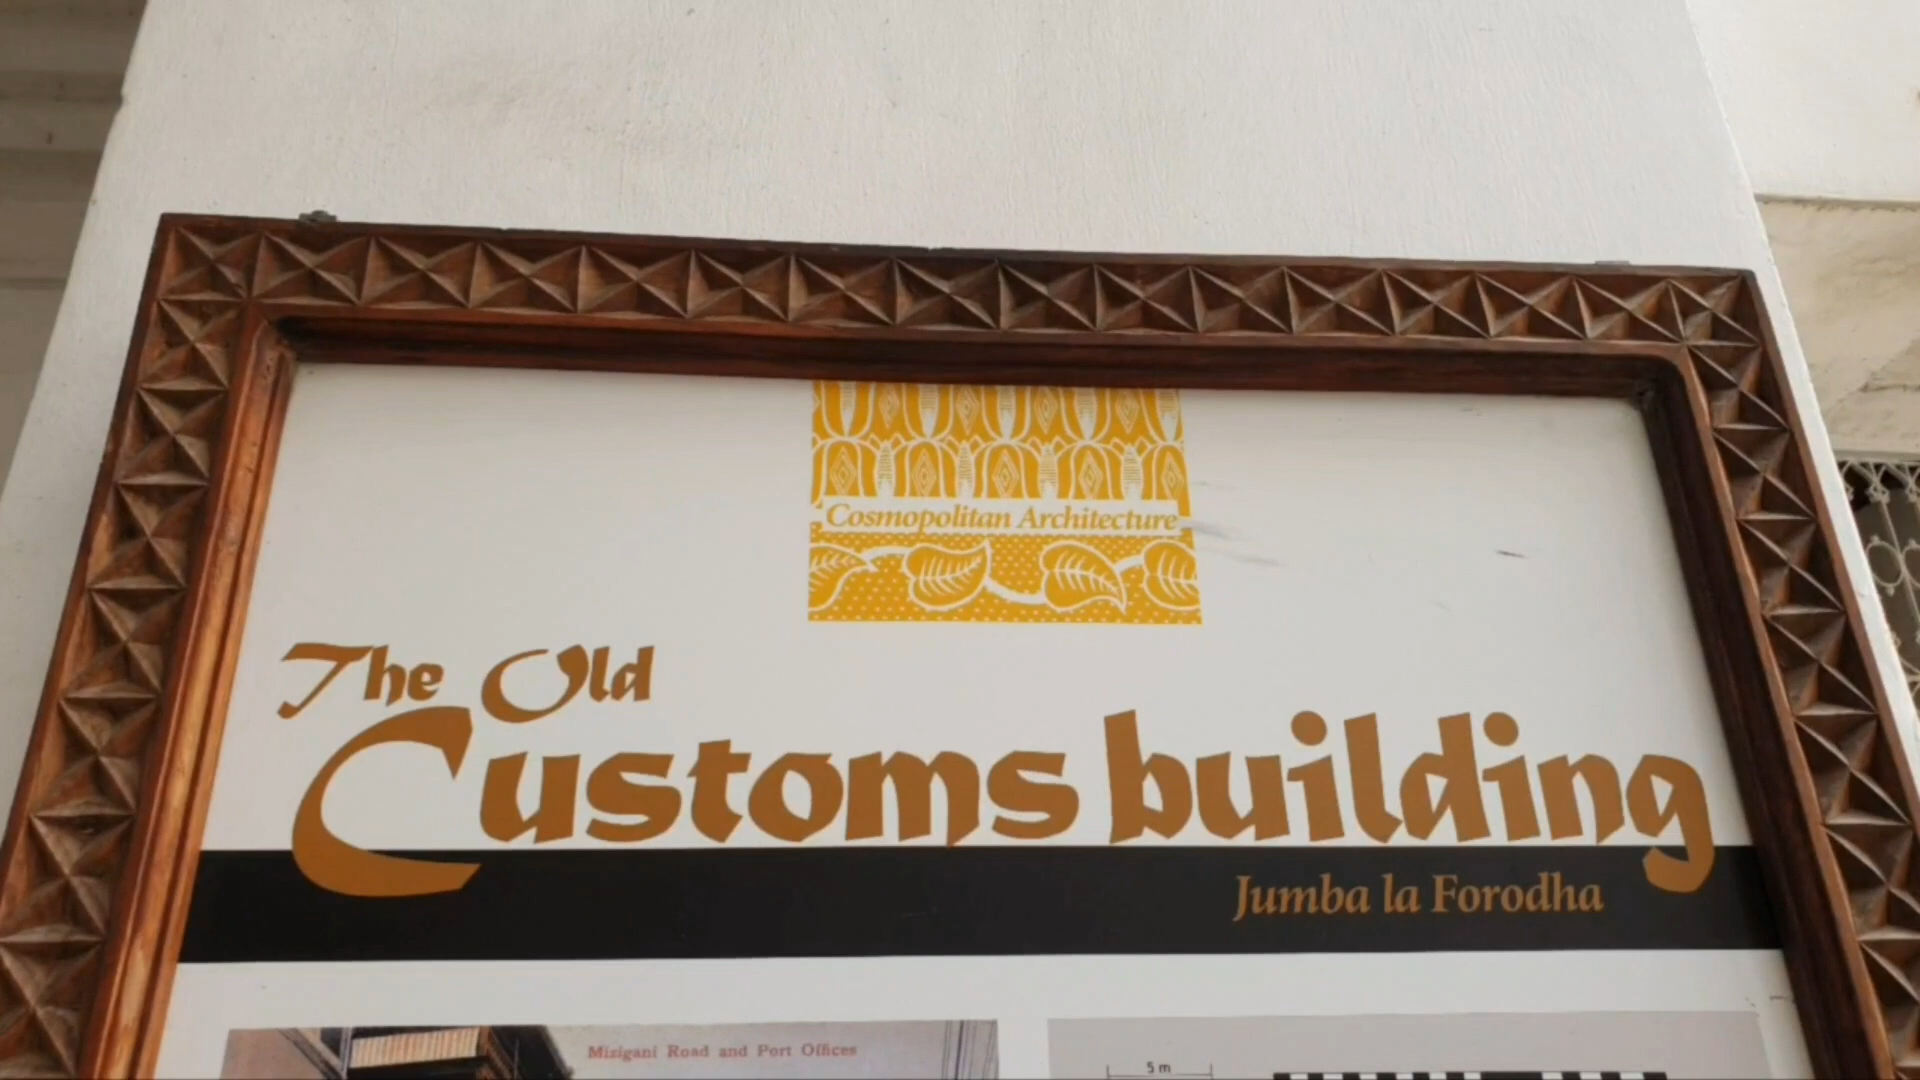 Cosmopolitan Architecture
The Old
Customs building
Jumba la Forodha
Mizigani Road and Port Offices
5 m